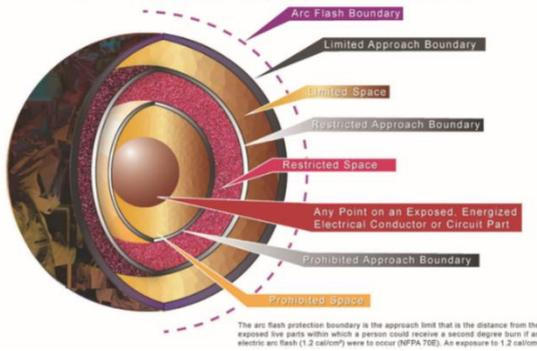 Arc Flash Boundary
Limited Approach Boundary
Limited Space
Restricted Approach Boundary
Restricted Space
Any Point on an Exposed, Energized
Electrical Conductor or Circuit Part
Prohibited Approach Boundary
Prohibited Space
The arc flash protection boundary is the approach limit that is the distance from the
exposed live parts within which a person could receive a second degree burn if an
electric arc flash (1.2 cal/cm²) were to occur (NFPA 70E). An exposure to 1.2 cal/cm²